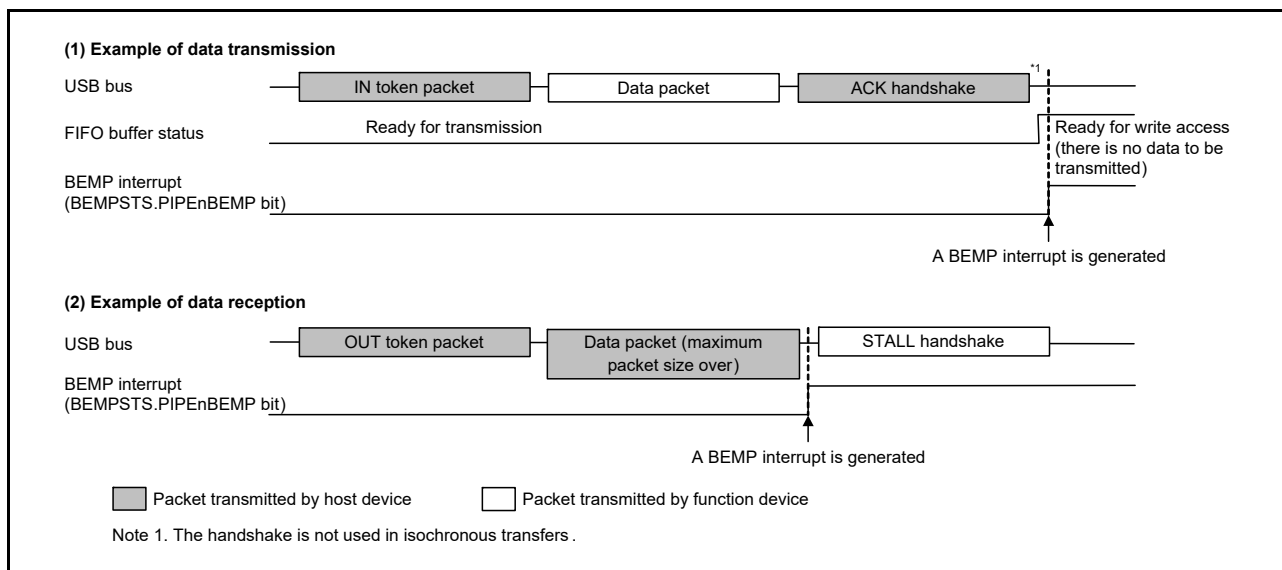 (1) Example of data transmission
USB bus
IN token packet
Data packet
ACK handshake
*1
FIFO buffer status
Ready for transmission
Ready for write access
(there is no data to be
transmitted)
BEMP interrupt
(BEMPSTS.PIPEnBEMP bit)
A BEMP interrupt is generated
(2) Example of data reception
USB bus
OUT token packet
Data packet (maximum
packet size over)
STALL handshake
BEMP interrupt
(BEMPSTS.PIPEnBEMP bit)
A BEMP interrupt is generated
Packet transmitted by host device
Packet transmitted by function device
Note 1. The handshake is not used in isochronous transfers .